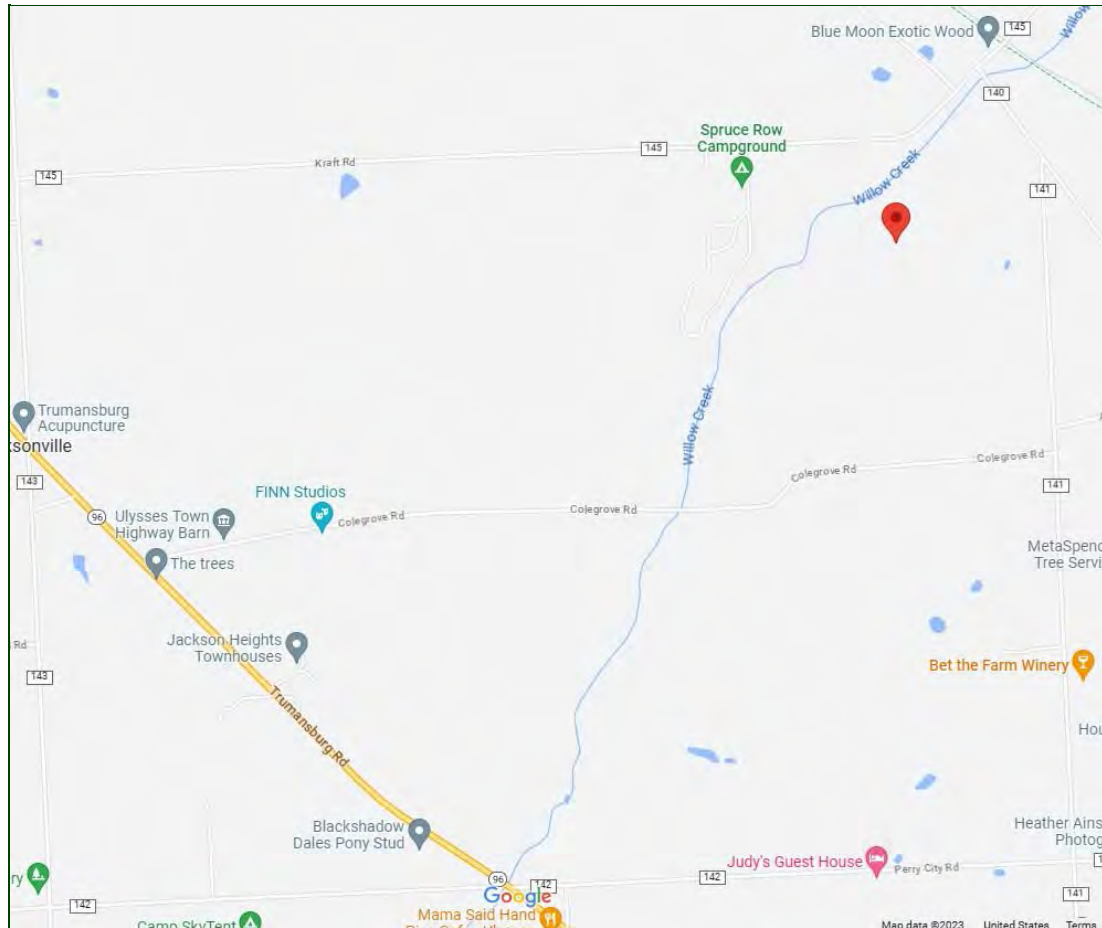 Blue Moon Exotic Wood
145
Willow
140
Spruce Row
Campground
145
Kraft Rd
145
141
Willow Creek
Willow Creek
Trumansburg
Acupuncture
ksonville
143
Colegrove Rd
Colegrove Rd
141
FINN Studios
96
Ulysses Town
Highway Barn
Colegrove Rd
Colegrove Rd
The trees
MetaSpenc
Tree Servi
Rd
Jackson Heights
Townhouses
143
Bet the Farm Winery
Trumansburg Rd
Hou
Blackshadow
Dales Pony Stud
Heather Ains
Photog
Judy's Guest House
Perry City Rd
ry
96
142
142
141
142
Google
Mama Said Hand
Camp SkyTent
Map data ©2023 United States Terms